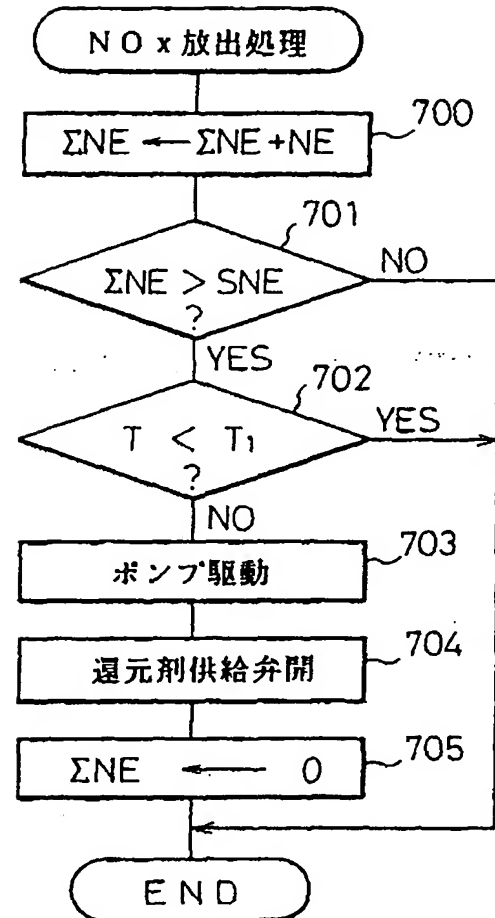 NOx放出処理
ΣNE ← ΣNE+NE
700
701
ΣNE > SNE
?
NO
YES
702
T < T1
?
YES
NO
ポンプ駆動
703
還元剤供給弁開
704
ΣNE ← 0
705
END